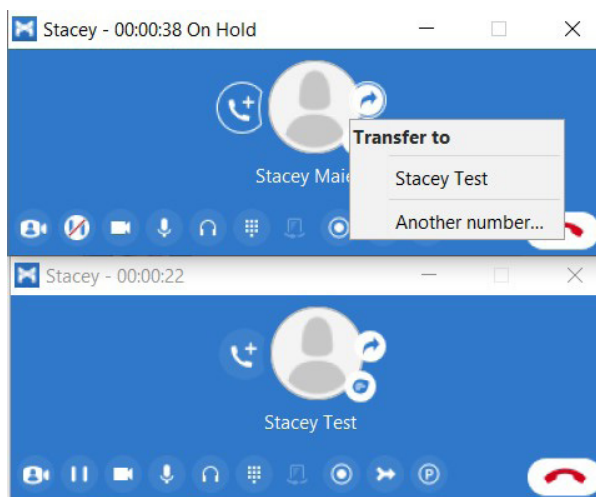 Stacey - 00:00:38 On Hold
Transfer to
Stacey Maie
Stacey Test
Another number...
Stacey - 00:00:22
Stacey Test
P